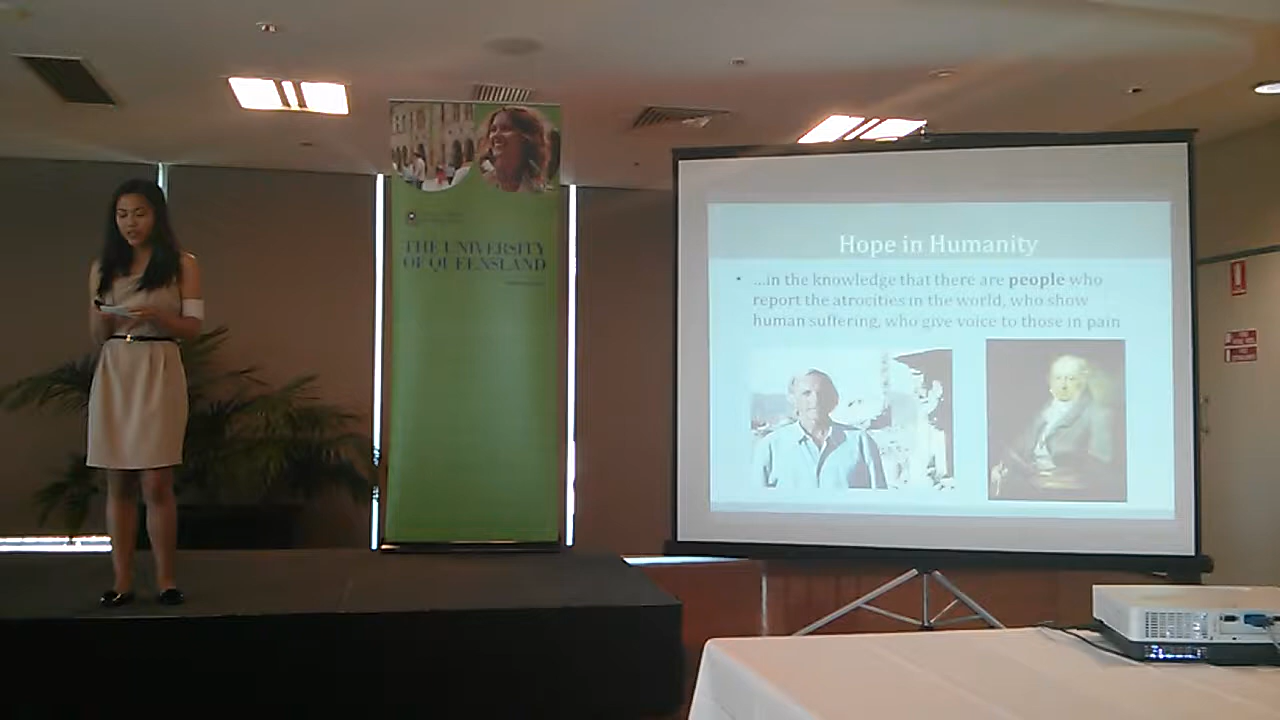 THE UNIVERSITY
OF QUEENSLAND
Hope in Humanity
• ...in the knowledge that there are people who
report the atrocities in the world, who show
human suffering, who give voice to those in pain